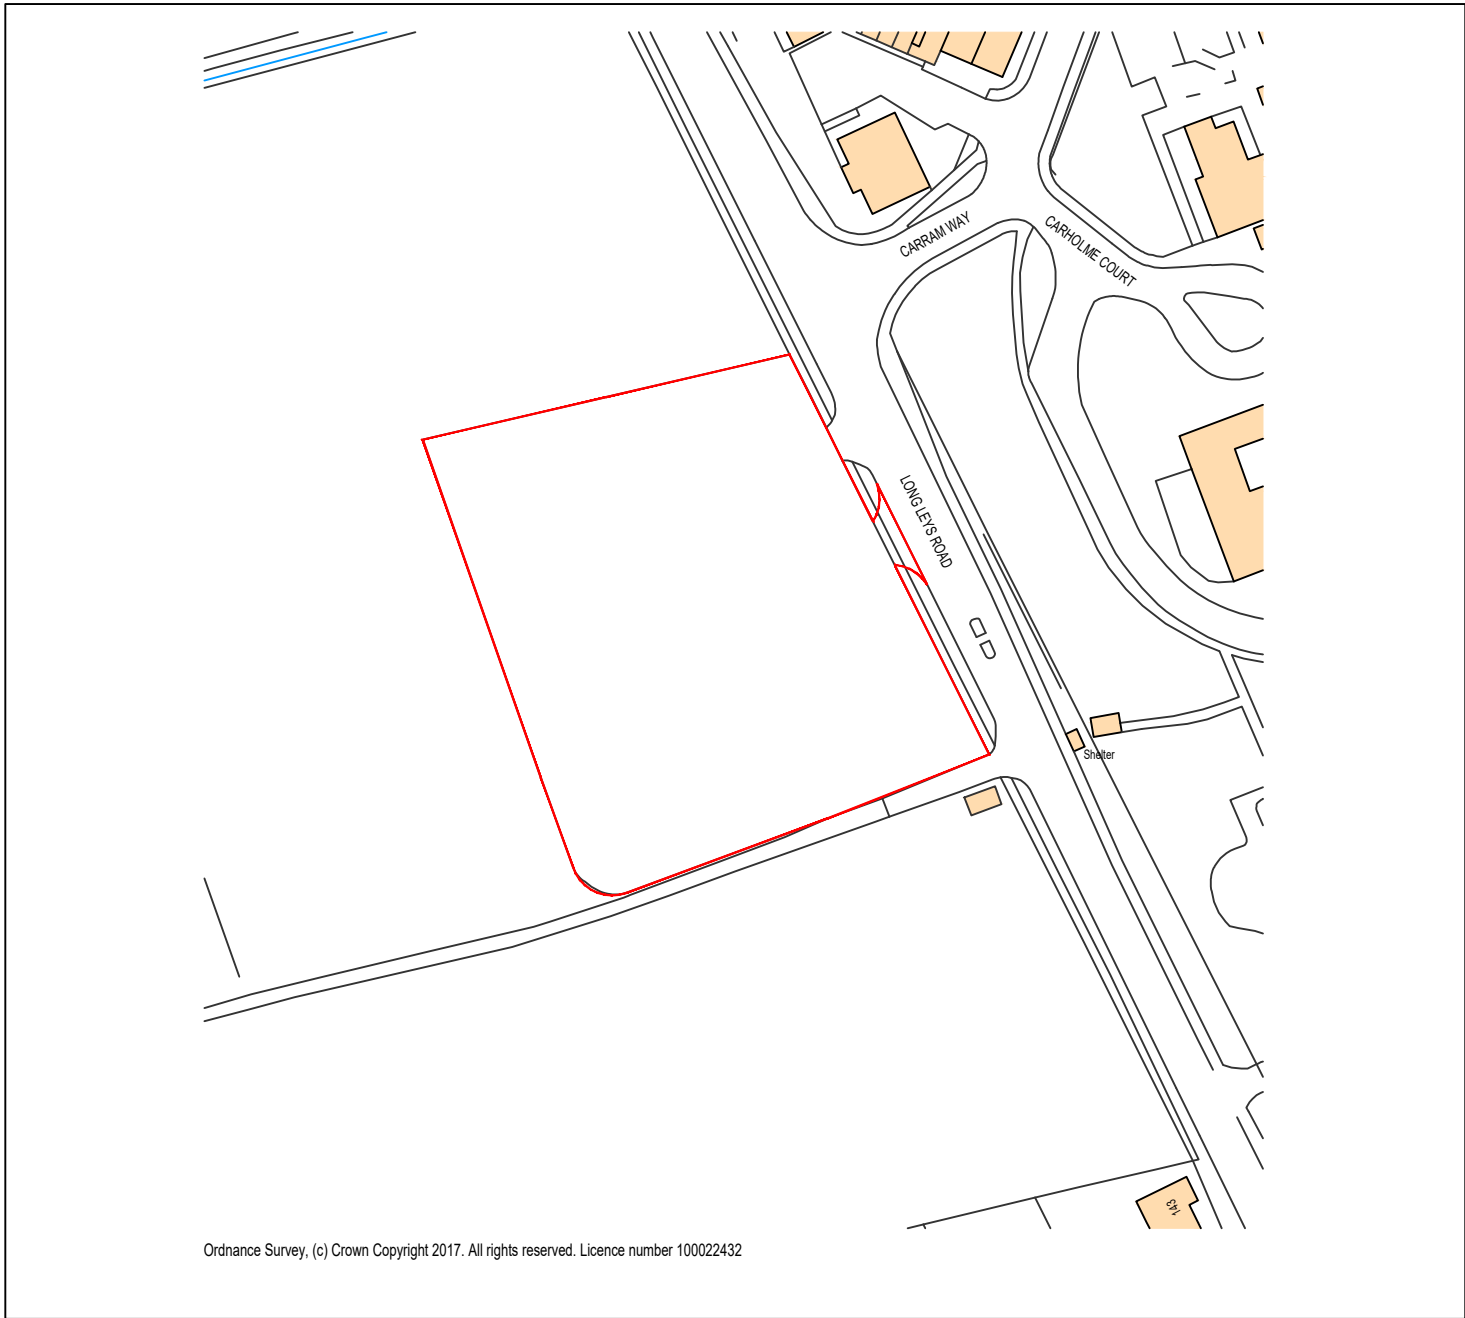 CARRAM WAY
CARHOLME COURT
LONG LEYS ROAD
Shelter
143
Ordnance Survey, (c) Crown Copyright 2017. All rights reserved. Licence number 100022432